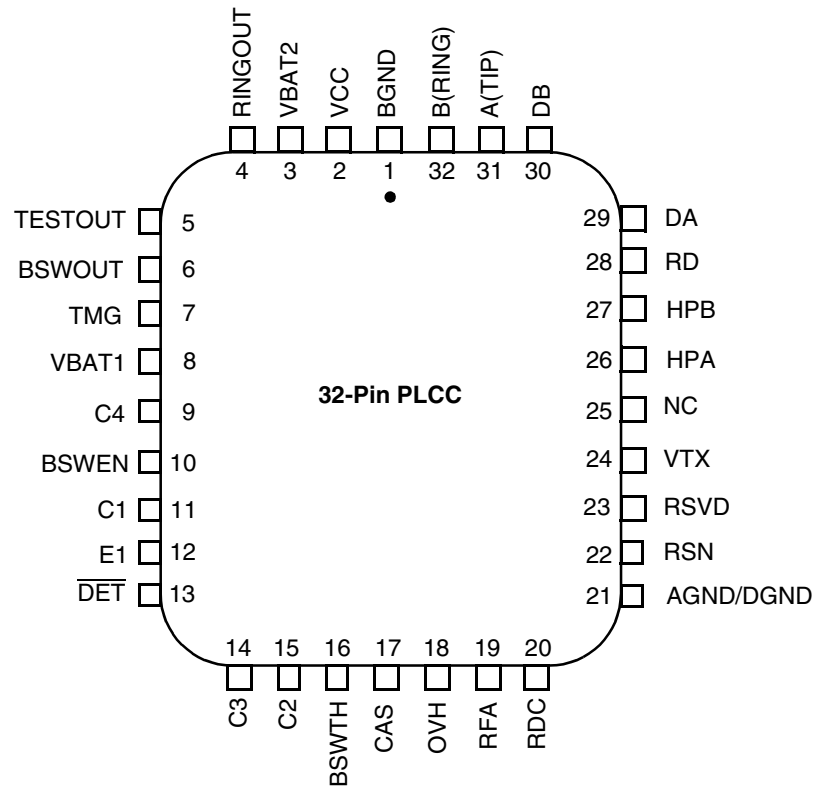 RINGOUT
VBAT2
VCC
BGND
B(RING)
A(TIP)
DB
4 3 2 1 32 31 30
TESTOUT 5
BSWOUT 6
TMG 7
VBAT1 8
C4 9
BSWEN 10
C1 11
E1 12
DET 13
29 DA
28 RD
27 HPB
26 HPA
25 NC
24 VTX
23 RSVD
22 RSN
21 AGND/DGND
32-Pin PLCC
14 15 16 17 18 19 20
C3
C2
BSWTH
CAS
OVH
RFA
RDC